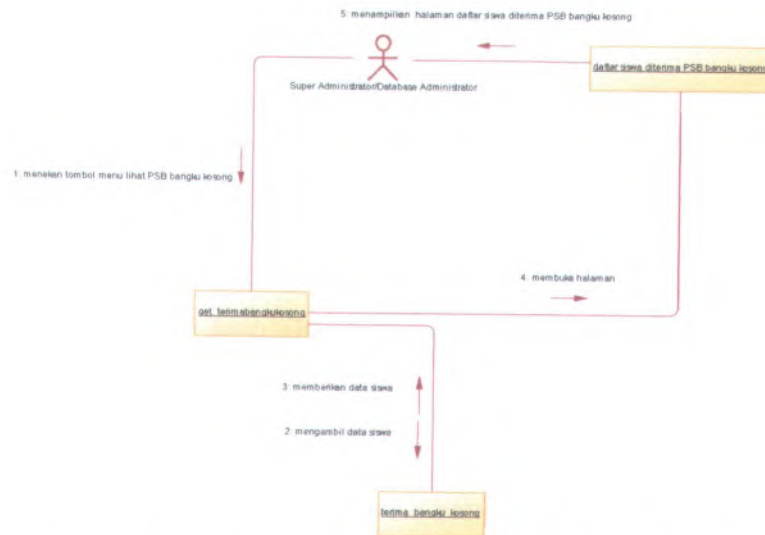 5: menampilkan halaman daftar siswa diterima PSB bangku kosong
daftar siswa diterima PSB bangku kosong
Super Administrator/Database Administrator
1: menekan tombol menu lihat PSB bangku kosong
4: membuka halaman
get_terimabangkukosong
3: memberikan data siswa
2: mengambil data siswa
terima_bangku_kosong